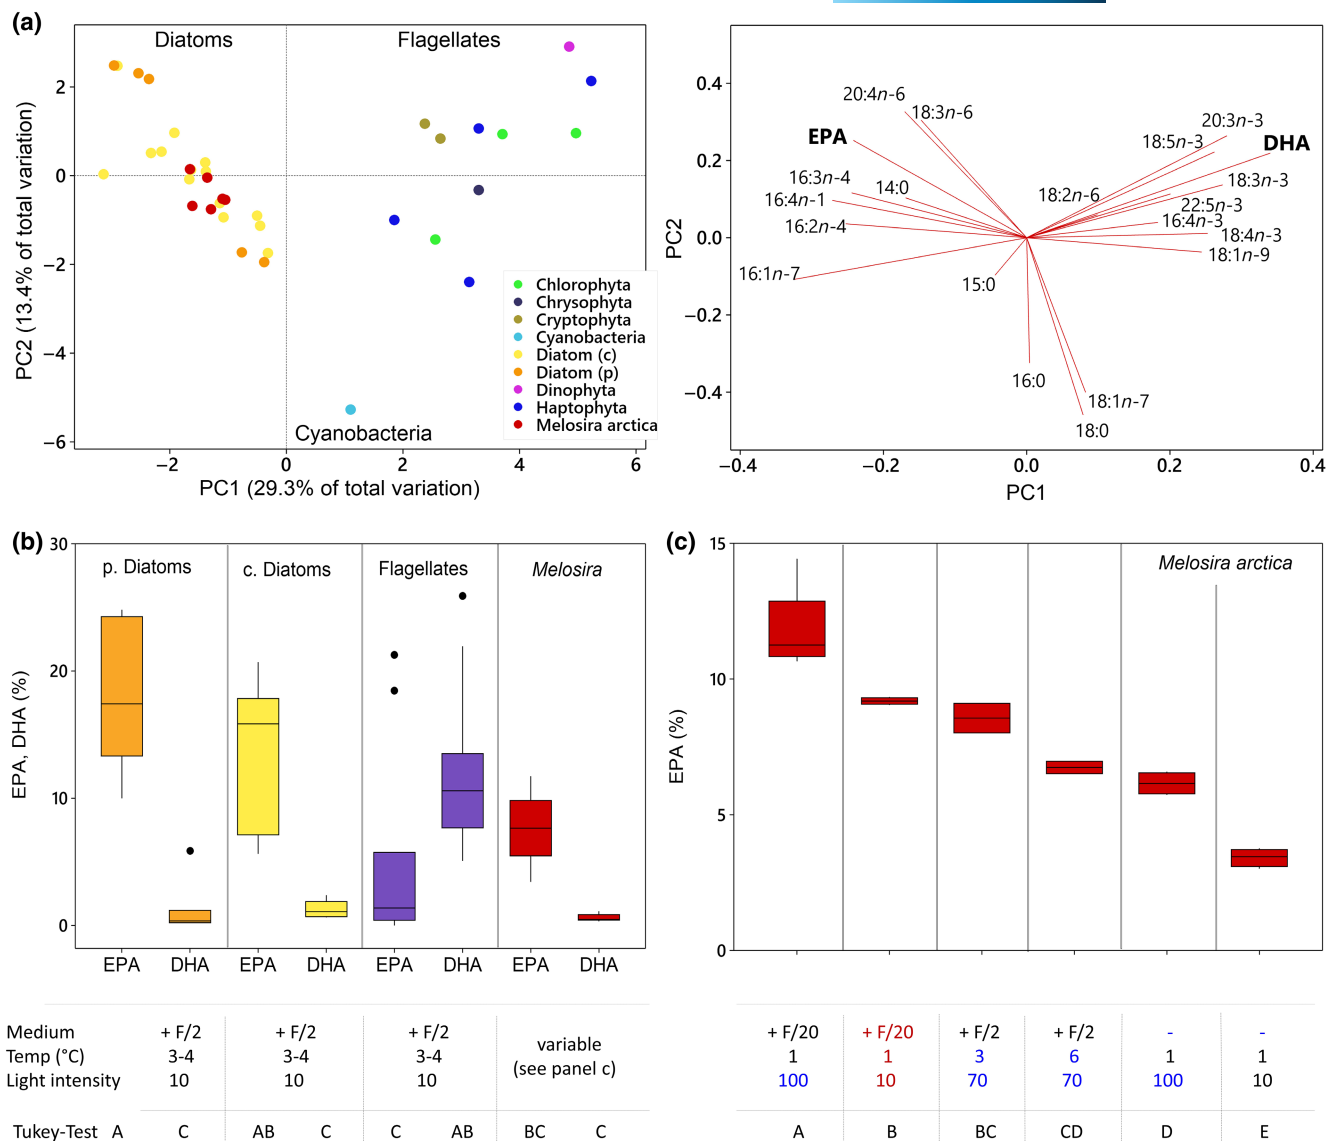 (a)
Diatoms
Flagellates
2
0
−2
−4
−6
PC2 (13.4% of total variation)
Chlorophyta
Chrysophyta
Cryptophyta
Cyanobacteria
Diatom (c)
Diatom (p)
Dinophyta
Haptophyta
Melosira arctica
Cyanobacteria
−2 0 2 4 6
PC1 (29.3% of total variation)
0.4
0.2
0.0
−0.2
−0.4
PC2
20:4n-6
18:3n-6
EPA
16:3n-4
14:0
16:4n-1
16:2n-4
16:1n-7
15:0
16:0
18:1n-7
18:0
20:3n-3
18:5n-3
DHA
18:2n-6
18:3n-3
22:5n-3
16:4n-3
18:4n-3
18:1n-9
−0.4 −0.2 0.0 0.2 0.4
PC1
(b)
30
20
10
0
EPA, DHA (%)
p. Diatoms
c. Diatoms
Flagellates
Melosira
EPA DHA EPA DHA EPA DHA EPA DHA
Medium + F/2 + F/2 + F/2
Temp (°C) 3-4 3-4 3-4
Light intensity 10 10 10
variable
(see panel c)
Tukey-Test A C AB C C AB BC C
(c)
15
10
5
0
EPA (%)
Melosira arctica
+ F/20 + F/20 + F/2 + F/2 - -
1 1 3 6 1 1
100 10 70 70 100 10
A B BC CD D E